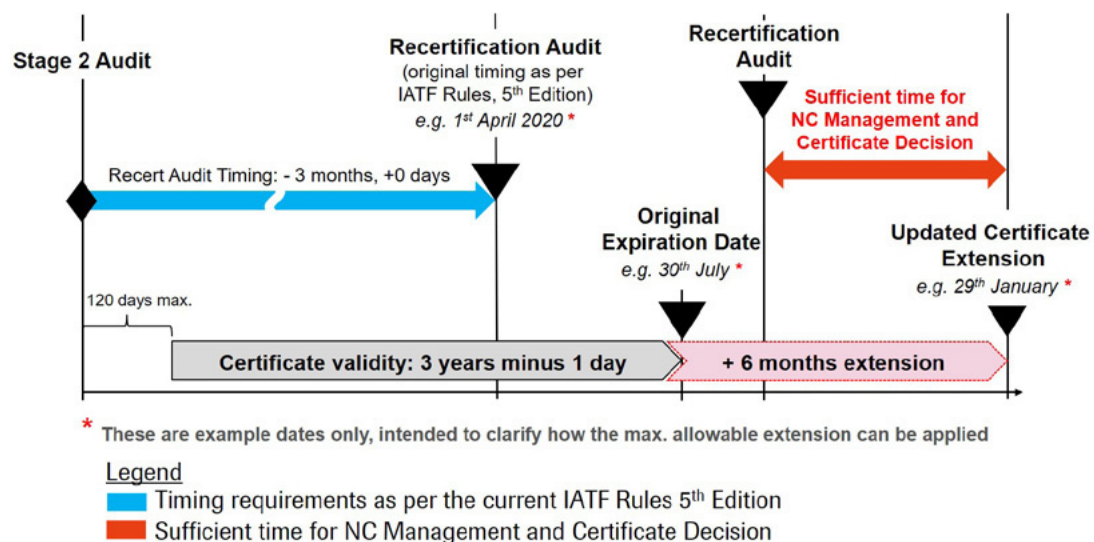 Stage 2 Audit
Recertification Audit
(original timing as per
IATF Rules, 5th Edition)
e.g. 1st April 2020 *
Recertification
Audit
Sufficient time for
NC Management and
Certificate Decision
Recert Audit Timing: - 3 months, +0 days
Original
Expiration Date
e.g. 30th July *
Updated Certificate
Extension
e.g. 29th January *
120 days max.
Certificate validity: 3 years minus 1 day
+ 6 months extension
* These are example dates only, intended to clarify how the max. allowable extension can be applied
Legend
Timing requirements as per the current IATF Rules 5th Edition
Sufficient time for NC Management and Certificate Decision